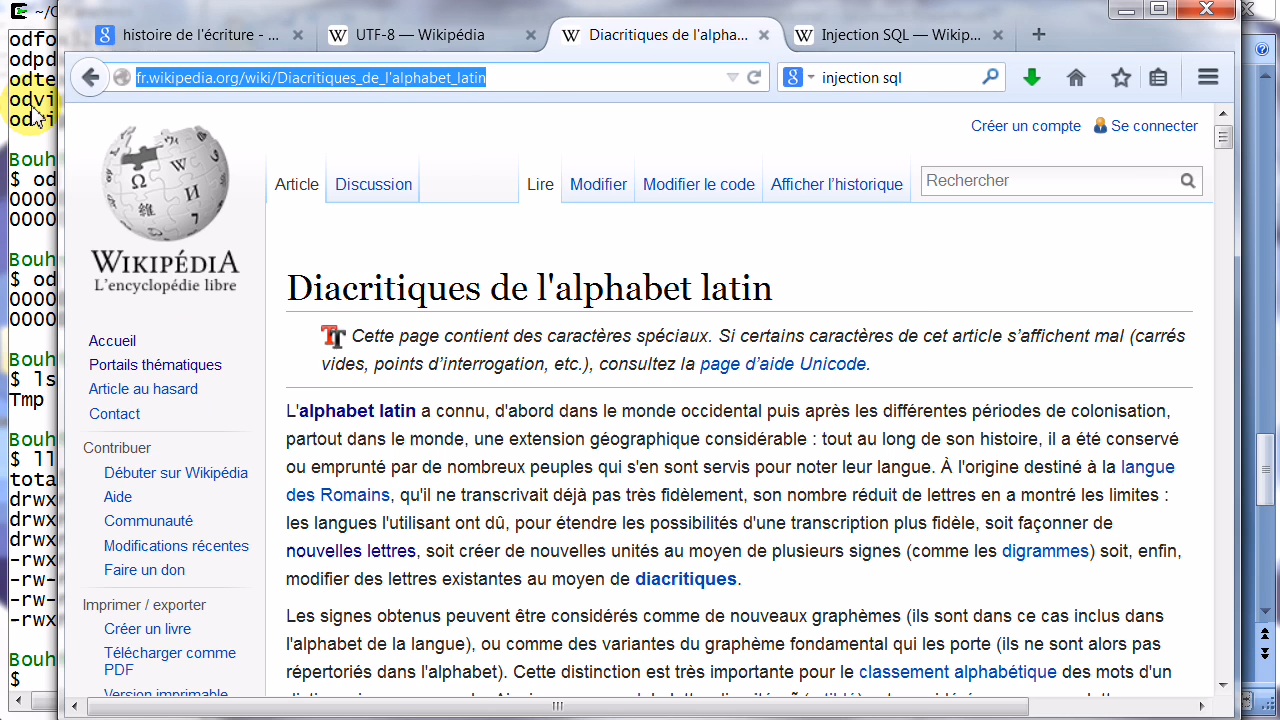 ~/C
histoire de l'écriture - ...
UTF-8 — Wikipédia
Diacritiques de l'alpha...
Injection SQL — Wikip...
fr.wikipedia.org/wiki/Diacritiques_de_l'alphabet_latin
injection sql
odfo
odpd
odte
odvi
Bouh
$ od
0000
0000
Bouh
$ od
0000
0000
Bouh
$ ls
Tmp
Bouh
$ ll
tota
drwx
drwx
drwx
-rwx
-rw-
-rw-
-rwx
Bouh
$
Créer un compte
Se connecter
Article
Discussion
Lire
Modifier
Modifier le code
Afficher l'historique
Rechercher
WIKIPÉDIA
L'encyclopédie libre
Accueil
Portails thématiques
Article au hasard
Contact
Contribuer
Débuter sur Wikipédia
Aide
Communauté
Modifications récentes
Faire un don
Imprimer / exporter
Créer un livre
Télécharger comme
PDF
Version imprimable
Diacritiques de l'alphabet latin
Cette page contient des caractères spéciaux. Si certains caractères de cet article s’affichent mal (carrés
vides, points d’interrogation, etc.), consultez la page d’aide Unicode.
L'alphabet latin a connu, d'abord dans le monde occidental puis après les différentes périodes de colonisation,
partout dans le monde, une extension géographique considérable : tout au long de son histoire, il a été conservé
ou emprunté par de nombreux peuples qui s'en sont servis pour noter leur langue. À l'origine destiné à la langue
des Romains, qu'il ne transcrivait déjà pas très fidèlement, son nombre réduit de lettres en a montré les limites :
les langues l'utilisant ont dû, pour étendre les possibilités d'une transcription plus fidèle, soit façonner de
nouvelles lettres, soit créer de nouvelles unités au moyen de plusieurs signes (comme les digrammes) soit, enfin,
modifier des lettres existantes au moyen de diacritiques.
Les signes obtenus peuvent être considérés comme de nouveaux graphèmes (ils sont dans ce cas inclus dans
l'alphabet de la langue), ou comme des variantes du graphème fondamental qui les porte (ils ne sont alors pas
répertoriés dans l'alphabet). Cette distinction est très importante pour le classement alphabétique des mots d'un